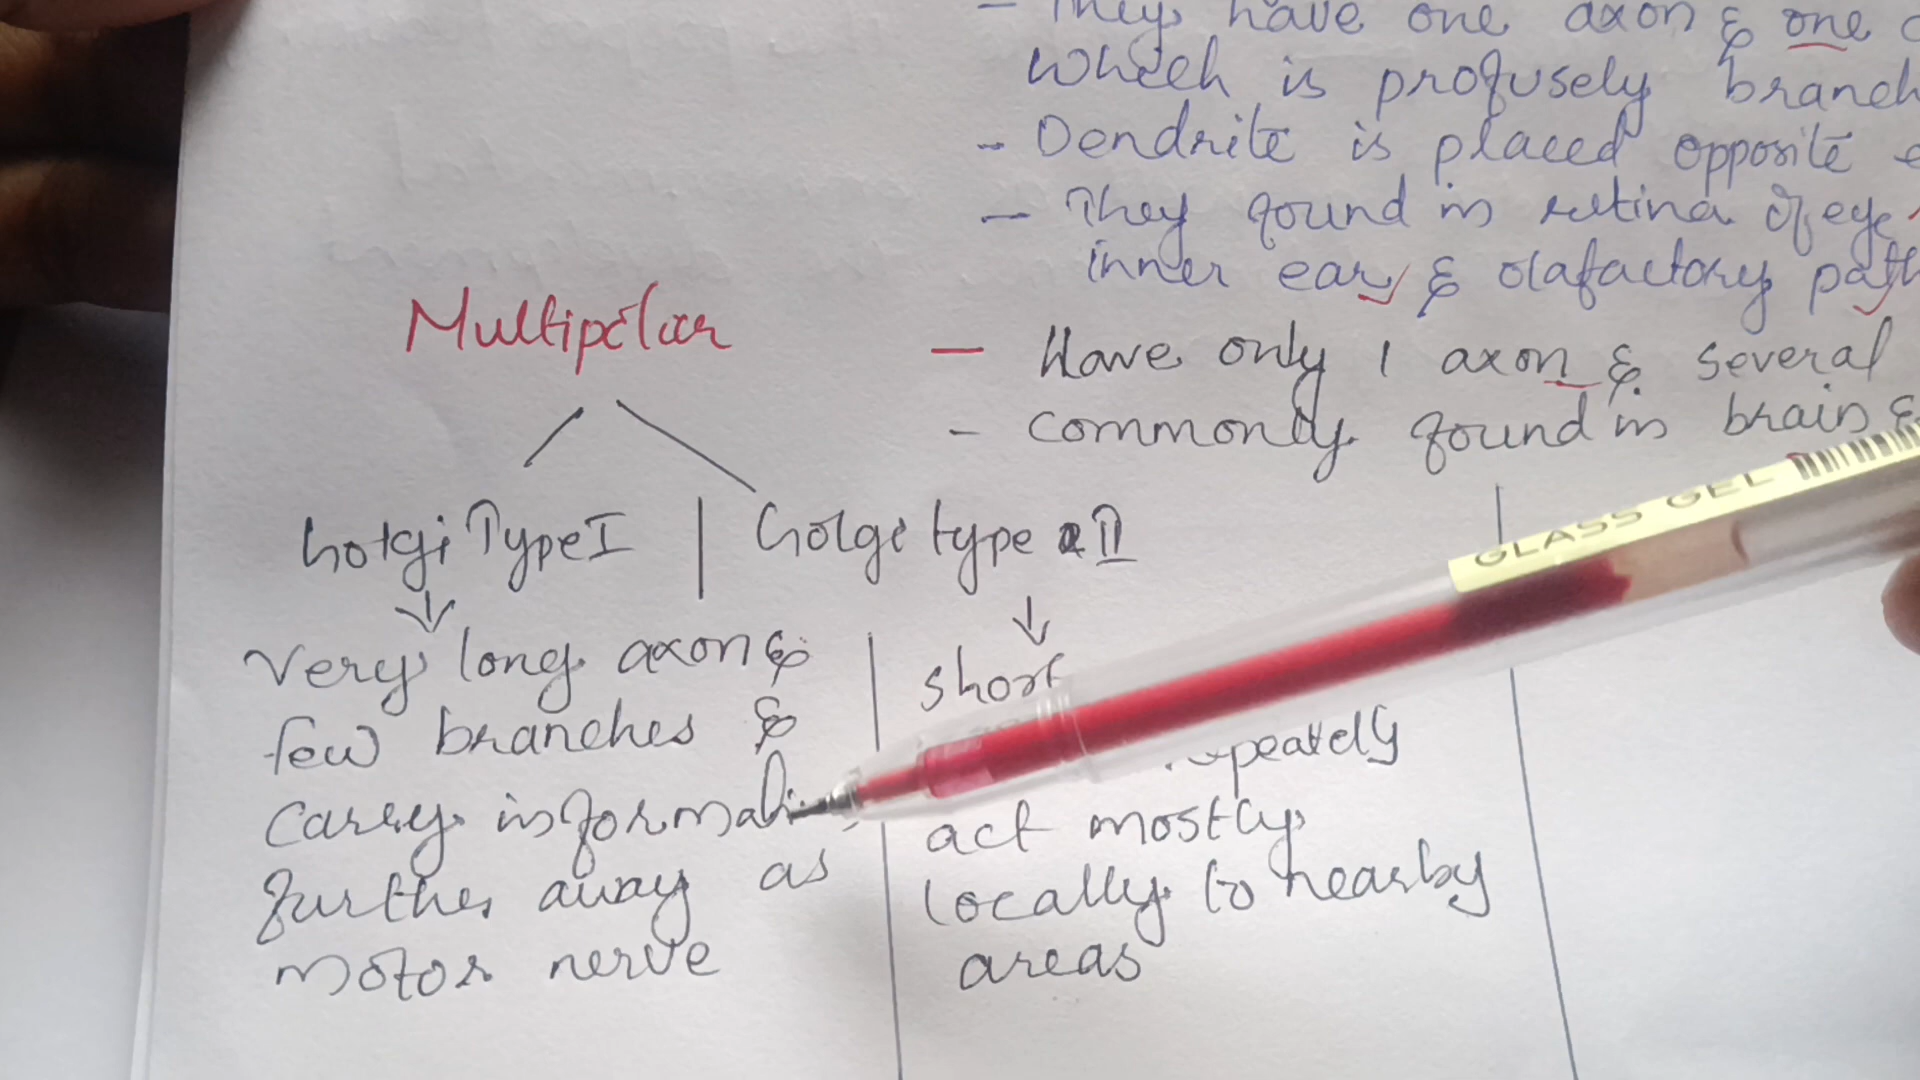 - They have one axon & one
which is profusely branch
- Dendrite is placed opposite
- They found in retina of eye
inner ear & olafactory path
Multipolar
- Have only 1 axon & several
- commonly found in brain &
GLASS GEL
Golgi Type I | Golgi type II
Very long axon &
few branches &
carry informati
further away as
motor nerve
short
repeately
act mostly
locally to nearby
areas